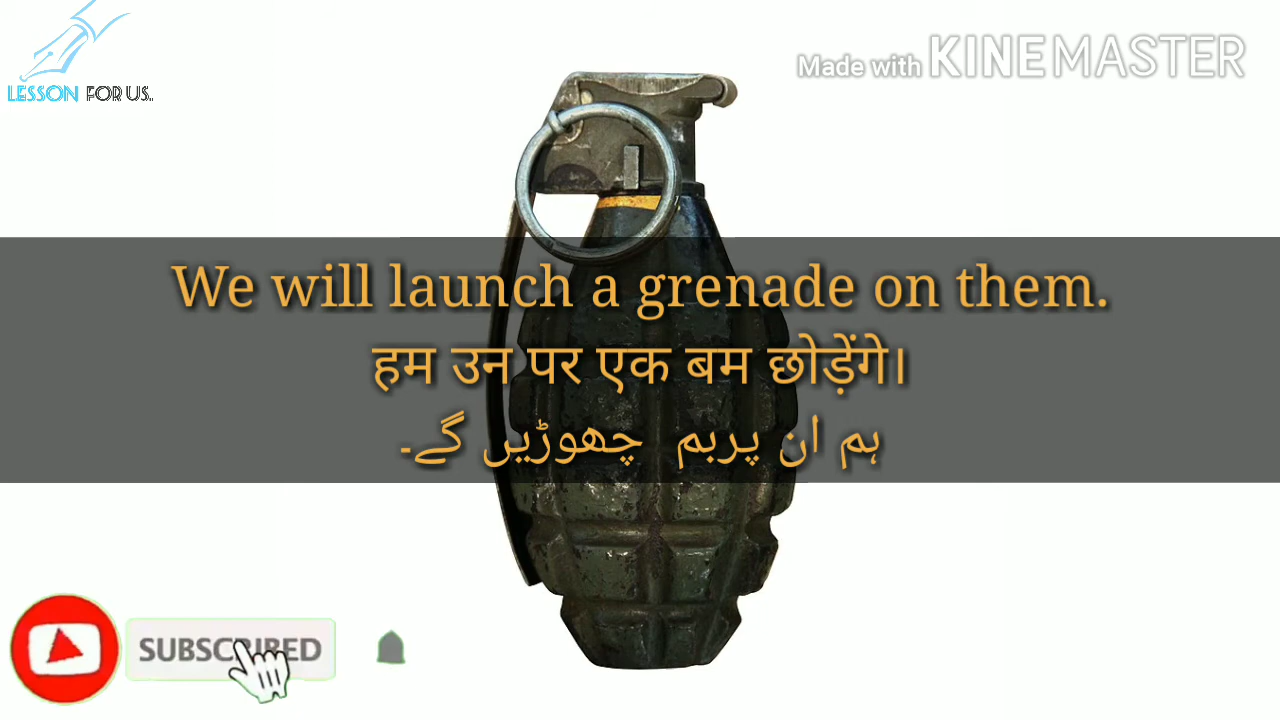 LESSON FOR US..
Made with KINEMASTER
We will launch a grenade on them.
हम उन पर एक बम छोड़ेंगे।
ہم ان پربم چھوڑیں گے۔
SUBSCRIBED